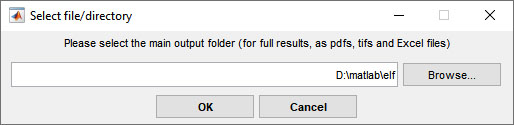 Select file/directory
Please select the main output folder (for full results, as pdfs, tifs and Excel files)
D:\matlab\elf
Browse...
OK
Cancel